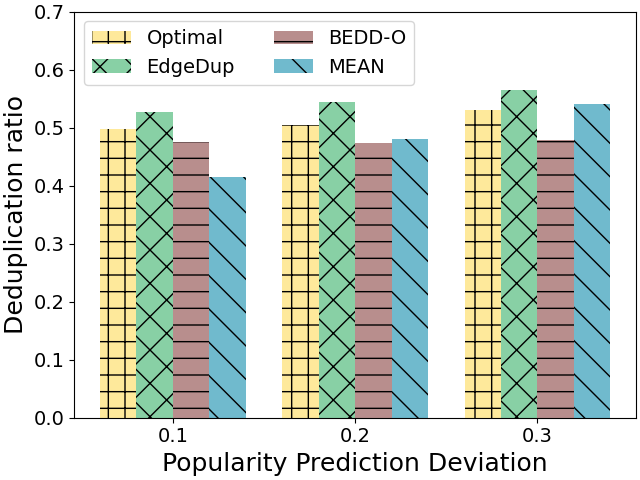 0.7
0.6
0.5
0.4
0.3
0.2
0.1
0.0
Deduplication ratio
Optimal
EdgeDup
BEDD-O
MEAN
0.1 0.2 0.3
Popularity Prediction Deviation